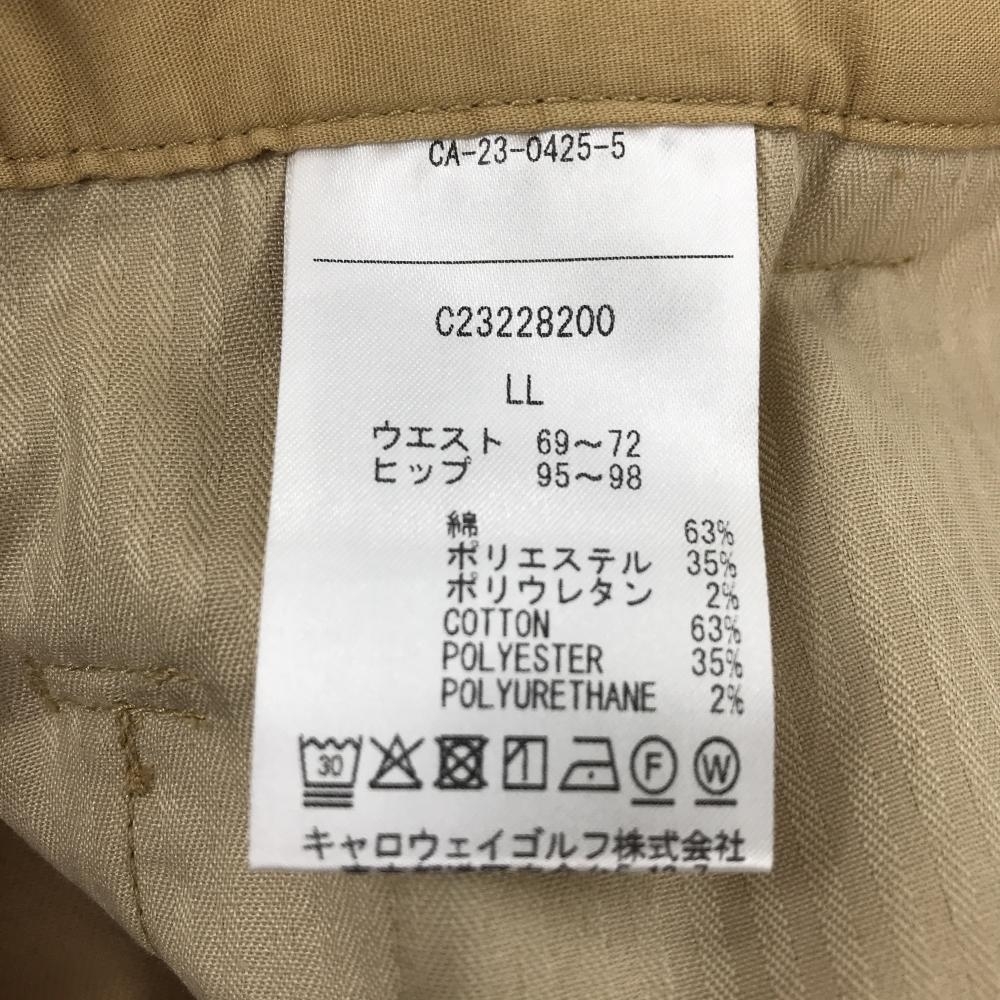 CA-23-0425-5
C23228200
LL
ウエスト 69～72
ヒップ 95～98
綿 63%
ポリエステル 35%
ポリウレタン 2%
COTTON 63%
POLYESTER 35%
POLYURETHANE 2%
30 F W
キャロウェイゴルフ株式会社